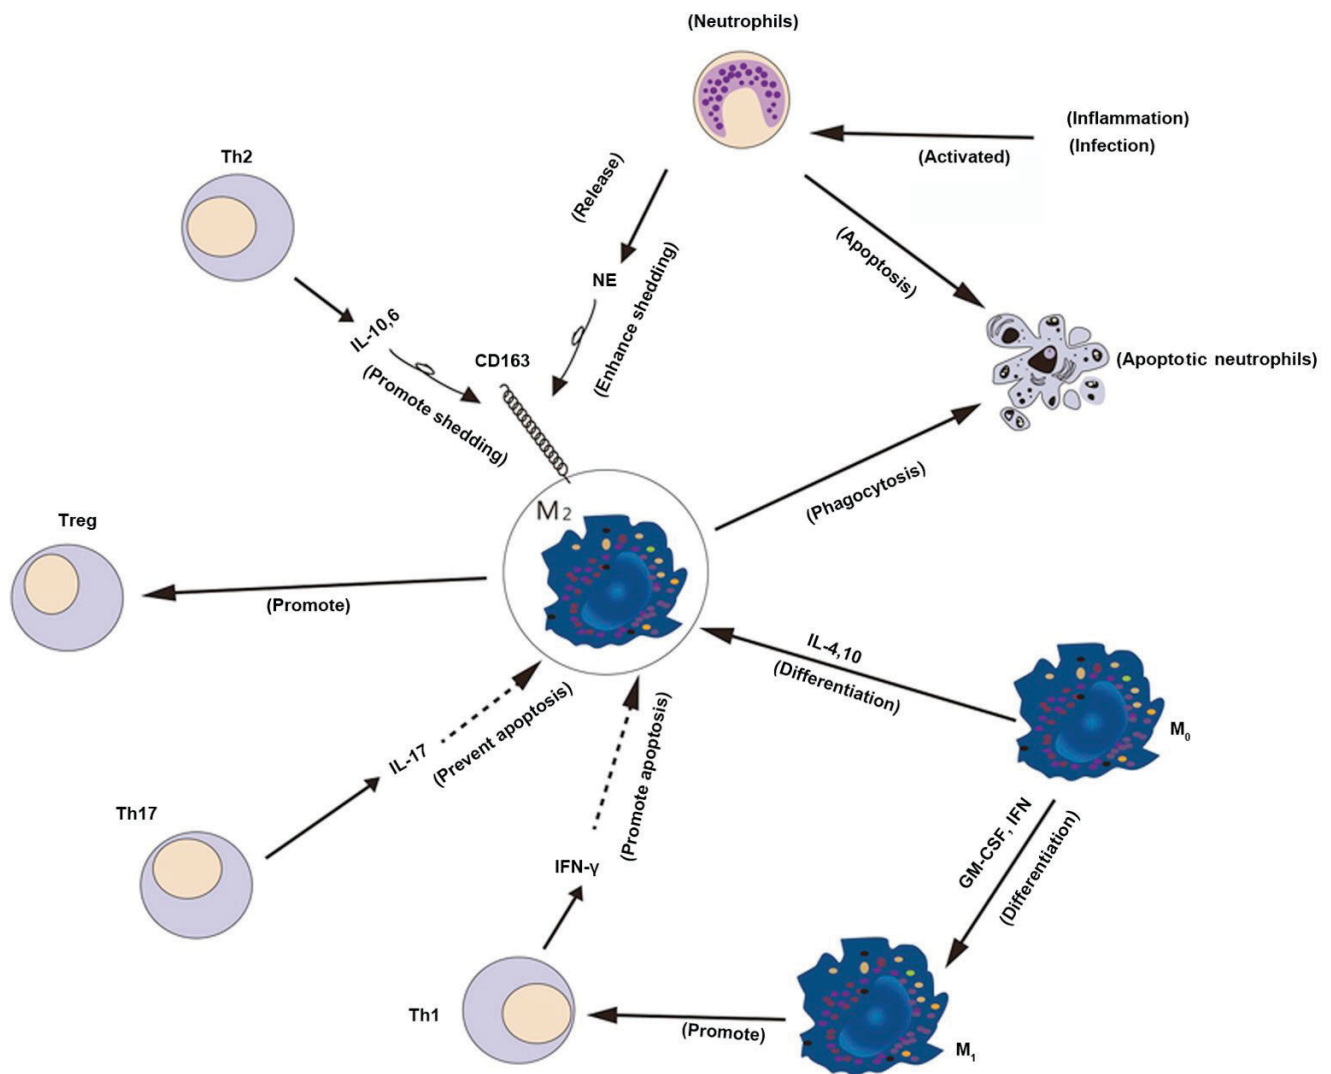 (Neutrophils)
(Inflammation)
(Infection)
(Activated)
Th2
(Release)
(Apoptosis)
NE
(Enhance shedding)
IL-10,6
(Promote shedding)
CD163
(Apoptotic neutrophils)
(Phagocytosis)
M2
Treg
(Promote)
IL-4,10
(Differentiation)
M0
IL-17
(Prevent apoptosis)
(Promote apoptosis)
Th17
IFN-γ
GM-CSF, IFN
(Differentiation)
Th1
(Promote)
M1